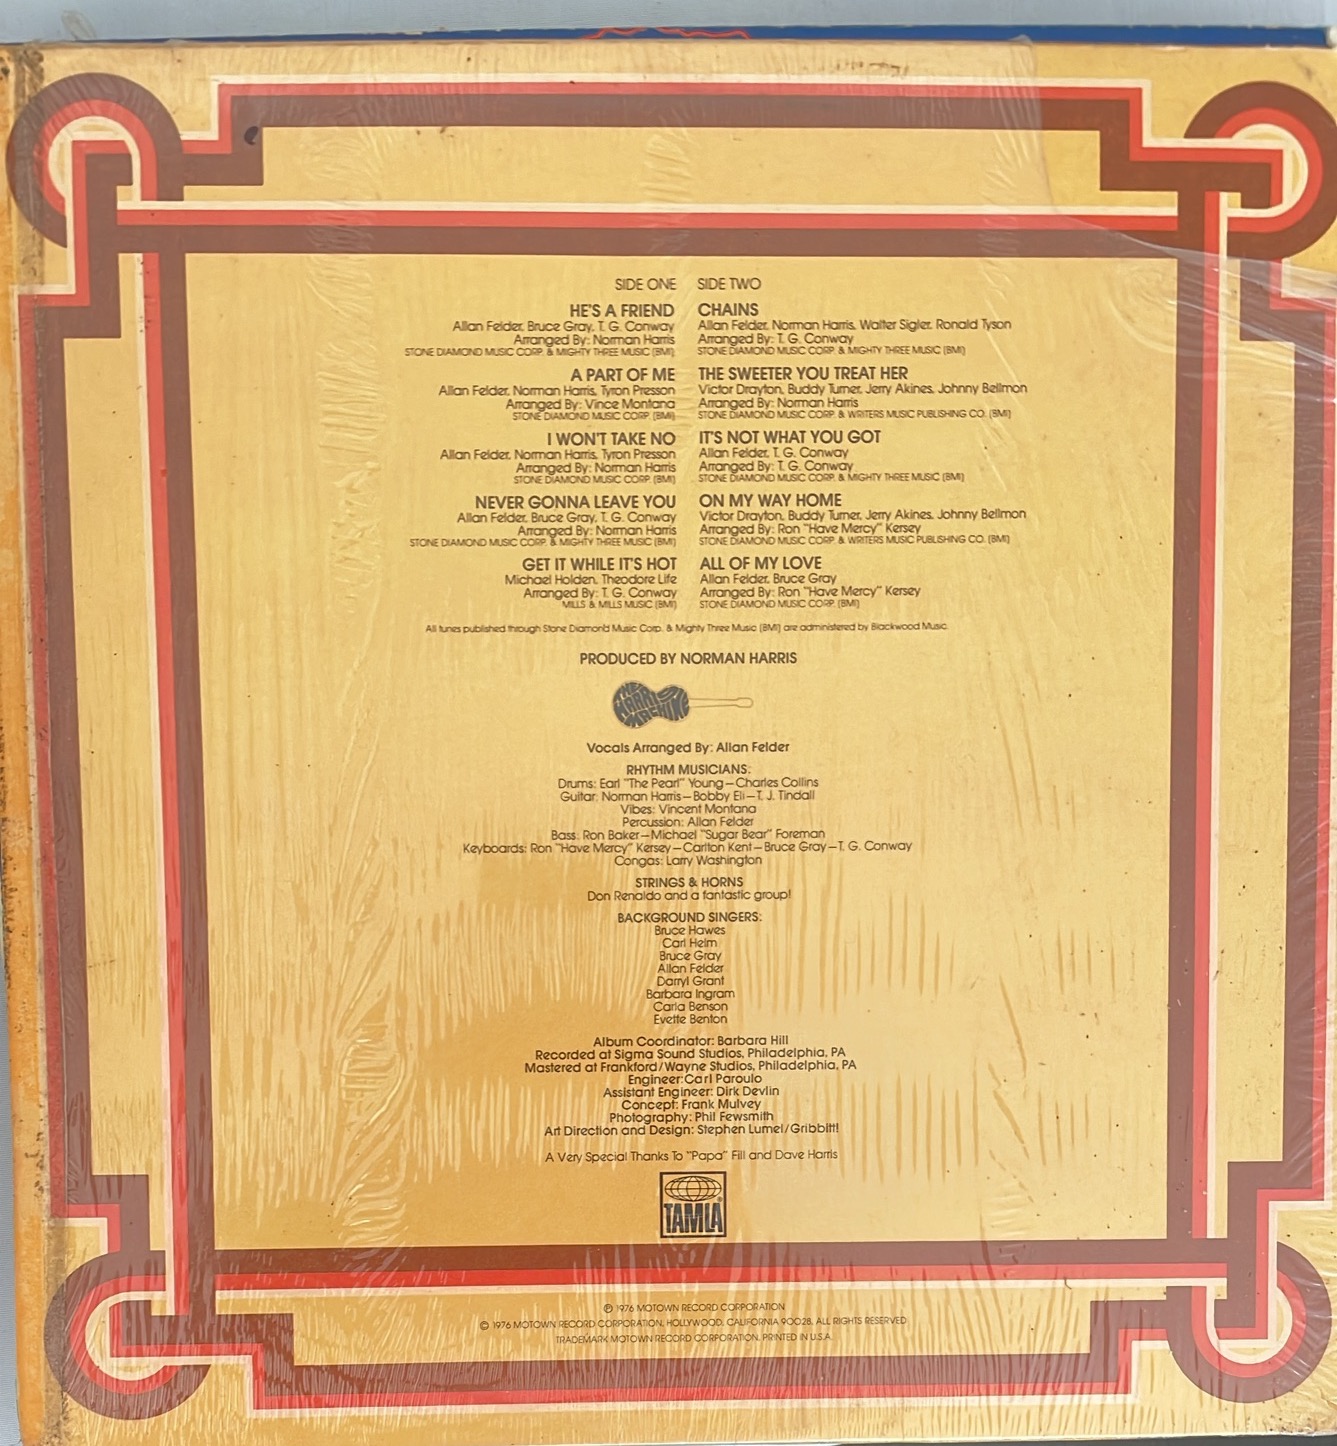 SIDE ONE
HE'S A FRIEND
Allan Felder, Bruce Gray, T. G. Conway
Arranged By: Norman Harris
STONE DIAMOND MUSIC CORP. & MIGHTY THREE MUSIC (BMI)
A PART OF ME
Allan Felder, Norman Harris, Tyron Presson
Arranged By: Vince Montana
STONE DIAMOND MUSIC CORP. (BMI)
I WON'T TAKE NO
Allan Felder, Norman Harris, Tyron Presson
Arranged By: Norman Harris
STONE DIAMOND MUSIC CORP. (BMI)
NEVER GONNA LEAVE YOU
Allan Felder, Bruce Gray, T. G. Conway
Arranged By: Norman Harris
STONE DIAMOND MUSIC CORP. & MIGHTY THREE MUSIC (BMI)
GET IT WHILE IT'S HOT
Michael Holden, Theodore Life
Arranged By: T. G. Conway
MILLS & MILLS MUSIC (BMI)
SIDE TWO
CHAINS
Allan Felder, Norman Harris, Walter Sigler, Ronald Tyson
Arranged By: T. G. Conway
STONE DIAMOND MUSIC CORP. & MIGHTY THREE MUSIC (BMI)
THE SWEETER YOU TREAT HER
Victor Drayton, Buddy Turner, Jerry Akines, Johnny Bellmon
Arranged By: Norman Harris
STONE DIAMOND MUSIC CORP. & WRITERS MUSIC PUBLISHING CO. (BMI)
IT'S NOT WHAT YOU GOT
Allan Felder, T. G. Conway
Arranged By: T. G. Conway
STONE DIAMOND MUSIC CORP. & MIGHTY THREE MUSIC (BMI)
ON MY WAY HOME
Victor Drayton, Buddy Turner, Jerry Akines, Johnny Bellmon
Arranged By: Ron "Have Mercy" Kersey
STONE DIAMOND MUSIC CORP. & WRITERS MUSIC PUBLISHING CO. (BMI)
ALL OF MY LOVE
Allan Felder, Bruce Gray
Arranged By: Ron "Have Mercy" Kersey
STONE DIAMOND MUSIC CORP. (BMI)
All tunes published through Stone Diamond Music Corp. & Mighty Three Music (BMI) are administered by Blackwood Music.
PRODUCED BY NORMAN HARRIS
THE
HARRIS
MACHINE
Vocals Arranged By: Allan Felder
RHYTHM MUSICIANS:
Drums: Earl "The Pearl" Young—Charles Collins
Guitar: Norman Harris—Bobby Eli—T. J. Tindall
Vibes: Vincent Montana
Percussion: Allan Felder
Bass: Ron Baker—Michael "Sugar Bear" Foreman
Keyboards: Ron "Have Mercy" Kersey—Carlton Kent—Bruce Gray—T. G. Conway
Congas: Larry Washington
STRINGS & HORNS
Don Renaldo and a fantastic group!
BACKGROUND SINGERS:
Bruce Hawes
Carl Helm
Bruce Gray
Allan Felder
Darryl Grant
Barbara Ingram
Carla Benson
Evette Benton
Album Coordinator: Barbara Hill
Recorded at Sigma Sound Studios, Philadelphia, PA
Mastered at Frankford/Wayne Studios, Philadelphia, PA
Engineer: Carl Paroulo
Assistant Engineer: Dirk Devlin
Concept: Frank Mulvey
Photography: Phil Fewsmith
Art Direction and Design: Stephen Lumel/Gribbitt!
A Very Special Thanks To "Papa" Fill and Dave Harris
TAMLA
℗ 1976 MOTOWN RECORD CORPORATION
© 1976 MOTOWN RECORD CORPORATION, HOLLYWOOD, CALIFORNIA 90028. ALL RIGHTS RESERVED
TRADEMARK MOTOWN RECORD CORPORATION. PRINTED IN U.S.A.